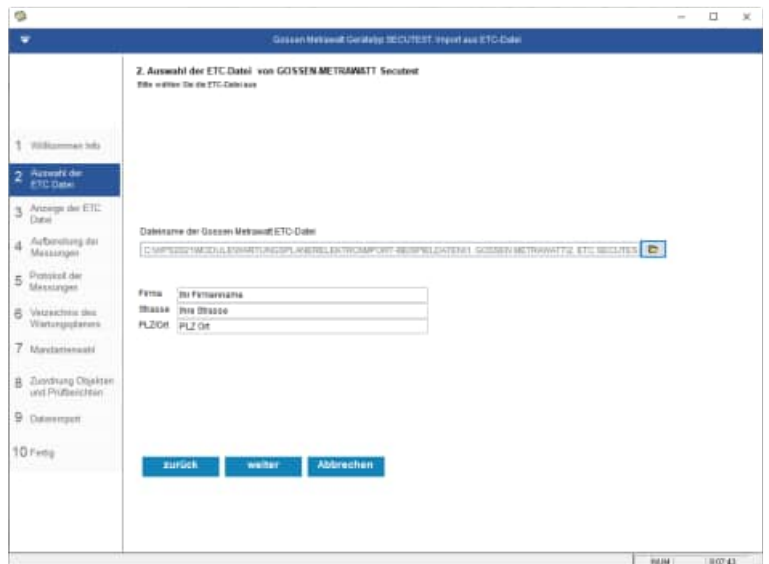 Gossen Metrawatt Gerätetyp SECUTEST. Import aus ETC-Datei
2. Auswahl der ETC-Datei von GOSSEN-METRAWATT Secutest
Bitte wählen Sie die ETC-Datei aus
1 Willkommen Info
2 Auswahl der
ETC-Datei
3 Anzeige der ETC
Datei
4 Aufbereitung der
Messungen
5 Protokoll der
Messungen
6 Verzeichnis des
Wartungsplaners
7 Mandantenwahl
8 Zuordnung Objekten
und Prüfberichten
9 Datenimport
10 Fertig
Dateiname der Gossen Metrawatt ETC-Datei
Firma Ihr Firmenname
Strasse Ihre Strasse
PLZ/Ort PLZ Ort
zurück weiter Abbrechen
NUM